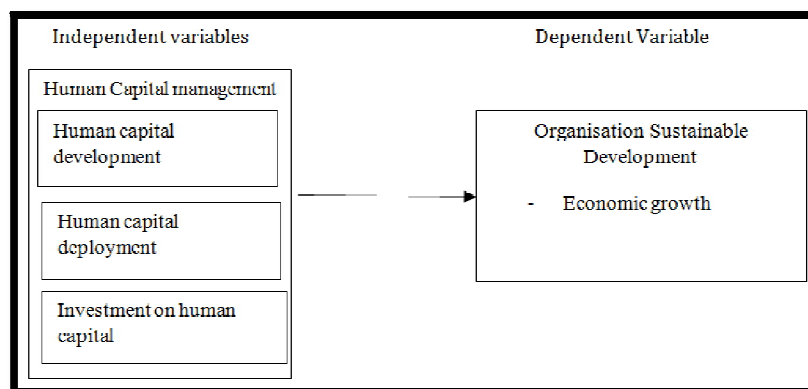 Independent variables
Dependent Variable
Human Capital management
Human capital
development
Human capital
deployment
Investment on human
capital
Organisation Sustainable
Development
- Economic growth